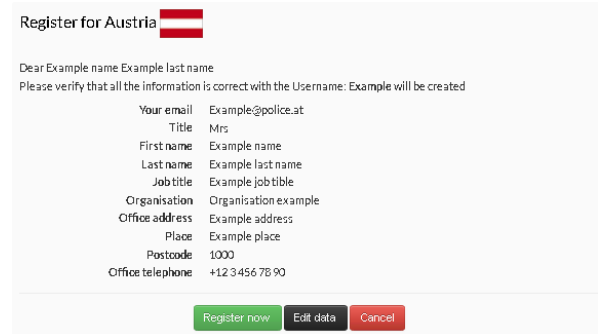 Register for Austria
Dear Example name Example last name
Please verify that all the information is correct with the Username: Example will be created
Your email Example@police.at
Title Mrs
First name Example name
Last name Example last name
Job title Example job tible
Organisation Organisation example
Office address Example address
Place Example place
Postcode 1000
Office telephone +12 3 456 78 90
Register now Edit data Cancel